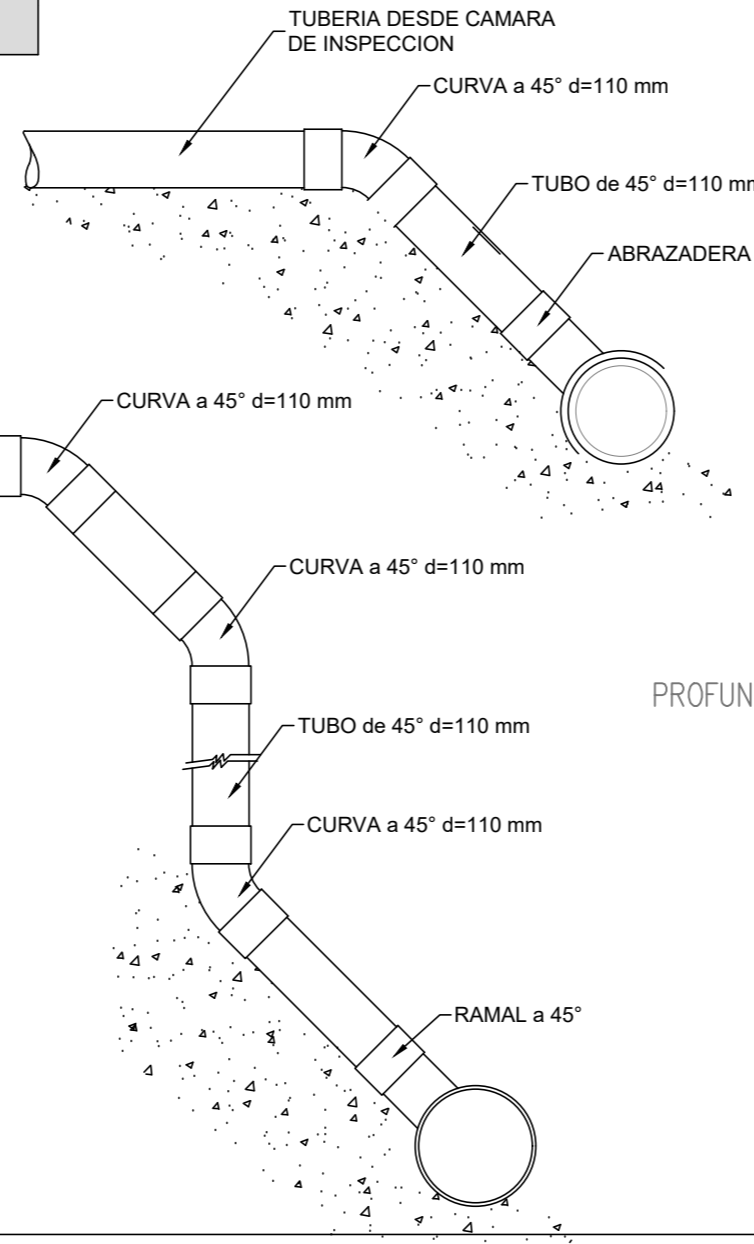 TUBERIA DESDE CAMARA
DE INSPECCION
CURVA a 45° d=110 mm
TUBO de 45° d=110 mm
ABRAZADERA
CURVA a 45° d=110 mm
CURVA a 45° d=110 mm
PROFUN
TUBO de 45° d=110 mm
CURVA a 45° d=110 mm
RAMAL a 45°